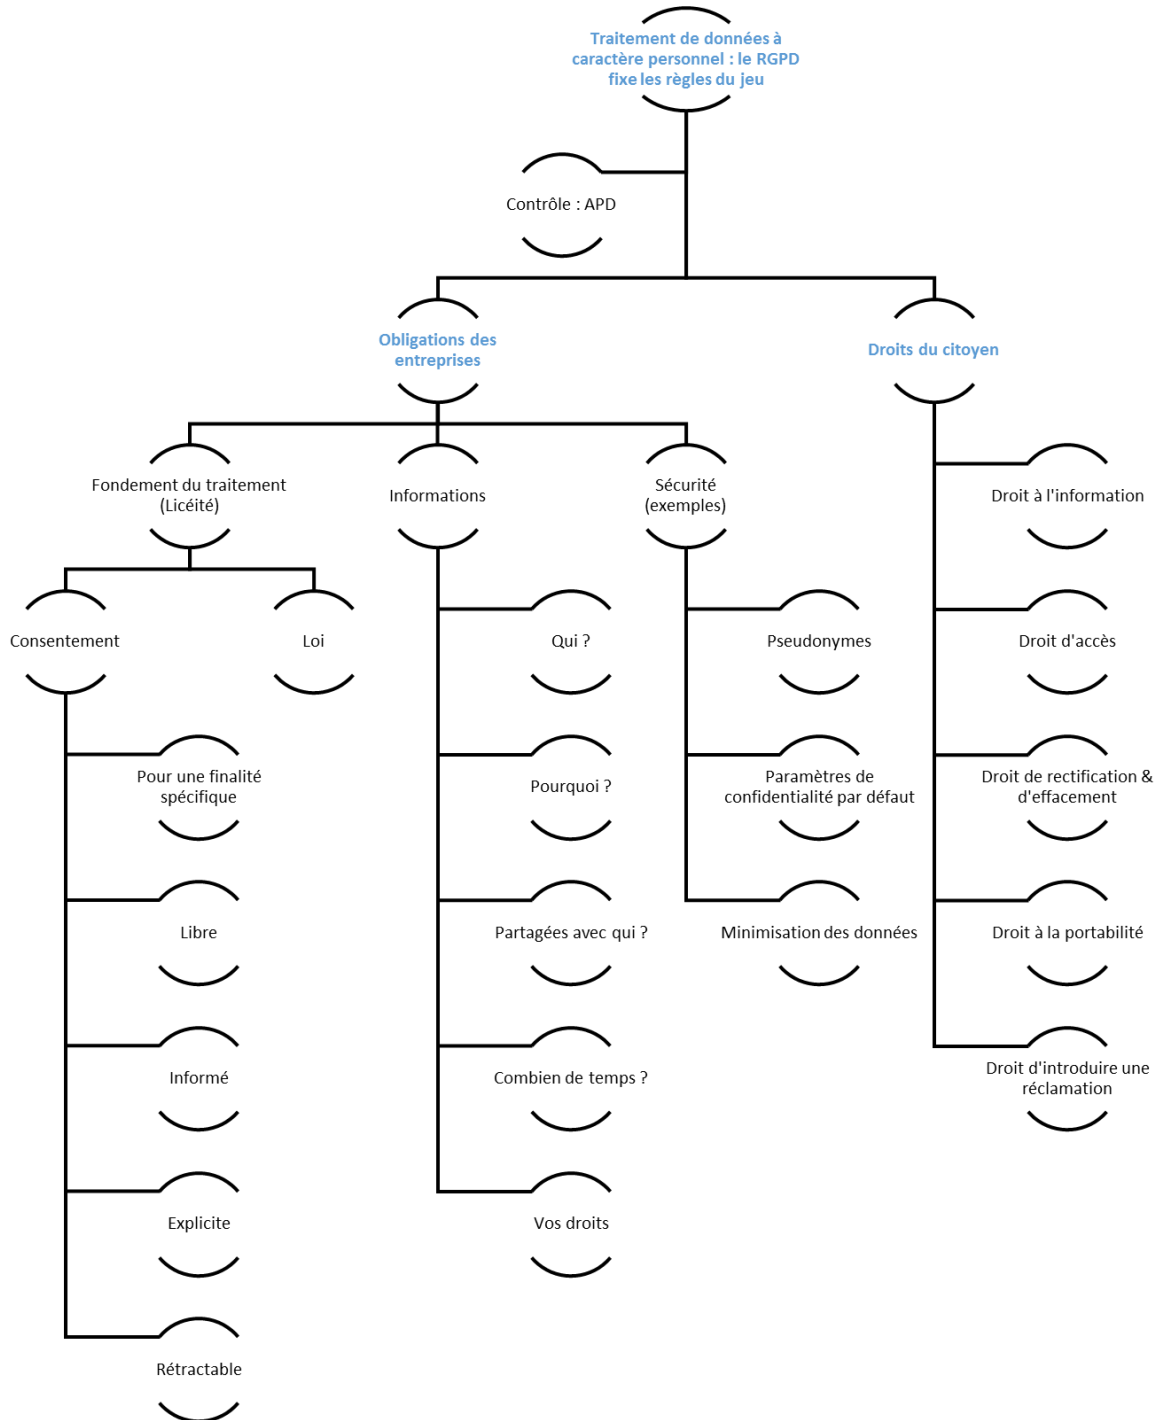 Traitement de données à
caractère personnel : le RGPD
fixe les règles du jeu
Contrôle : APD
Obligations des
entreprises
Droits du citoyen
Fondement du traitement
(Licéité)
Informations
Sécurité
(exemples)
Droit à l'information
Consentement
Loi
Qui ?
Pseudonymes
Droit d'accès
Pour une finalité
spécifique
Pourquoi ?
Paramètres de
confidentialité par défaut
Droit de rectification &
d'effacement
Libre
Partagées avec qui ?
Minimisation des données
Droit à la portabilité
Informé
Combien de temps ?
Droit d'introduire une
réclamation
Explicite
Vos droits
Rétractable